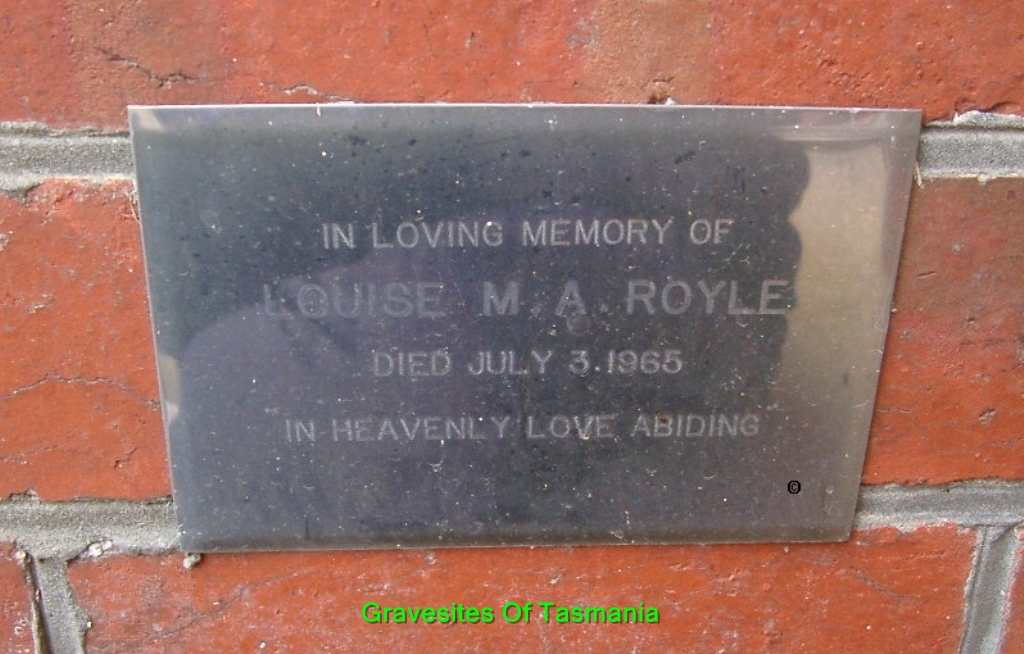 IN LOVING MEMORY OF
LOUISE M. A. ROYLE
DIED JULY 3.1965
IN HEAVENLY LOVE ABIDING
©
Gravesites Of Tasmania